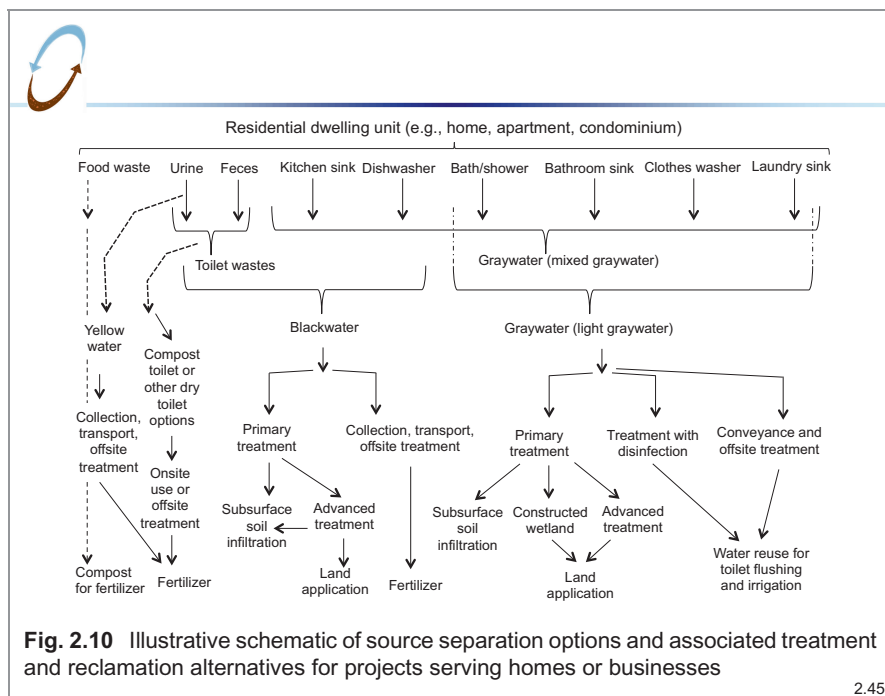 Residential dwelling unit (e.g., home, apartment, condominium)
Food waste Urine Feces Kitchen sink Dishwasher Bath/shower Bathroom sink Clothes washer Laundry sink
Toilet wastes
Graywater (mixed graywater)
Yellow
water
Compost
toilet or
other dry
toilet
options
Blackwater
Graywater (light graywater)
Collection,
transport,
offsite
treatment
Onsite
use or
offsite
treatment
Primary
treatment
Collection, transport,
offsite treatment
Primary
treatment
Treatment with
disinfection
Conveyance and
offsite treatment
Subsurface
soil
infiltration
Advanced
treatment
Subsurface
soil
infiltration
Constructed
wetland
Advanced
treatment
Water reuse for
toilet flushing
and irrigation
Compost
for fertilizer
Fertilizer
Land
application
Fertilizer
Land
application
Fig. 2.10 Illustrative schematic of source separation options and associated treatment
and reclamation alternatives for projects serving homes or businesses
2.45